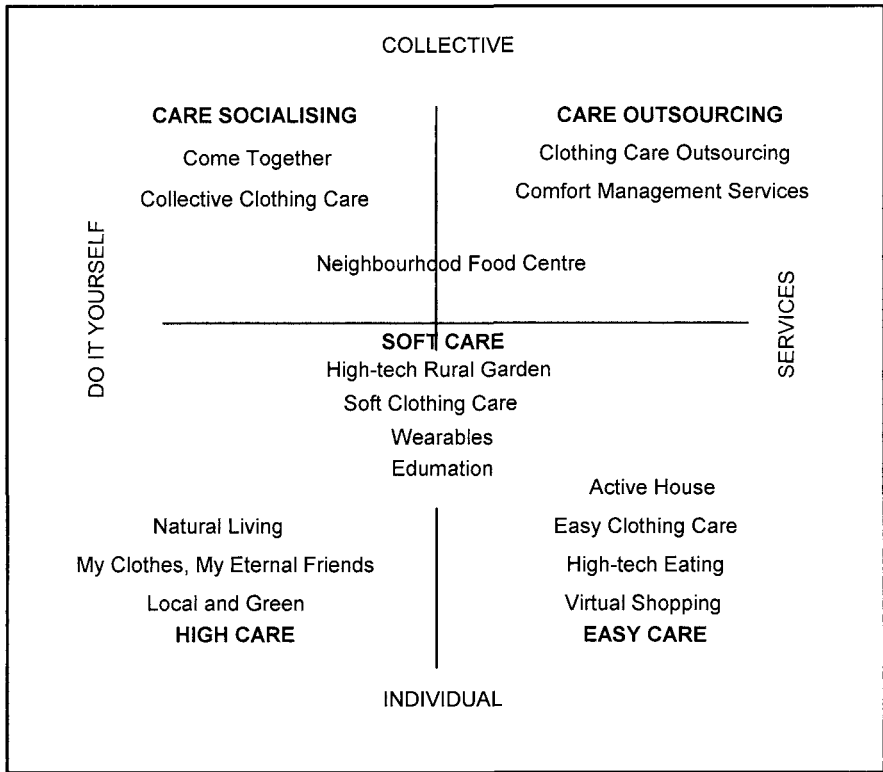 COLLECTIVE
CARE SOCIALISING
Come Together
Collective Clothing Care
CARE OUTSOURCING
Clothing Care Outsourcing
Comfort Management Services
Neighbourhood Food Centre
DO IT YOURSELF
SERVICES
SOFT CARE
High-tech Rural Garden
Soft Clothing Care
Wearables
Edumation
Natural Living
My Clothes, My Eternal Friends
Local and Green
HIGH CARE
Active House
Easy Clothing Care
High-tech Eating
Virtual Shopping
EASY CARE
INDIVIDUAL